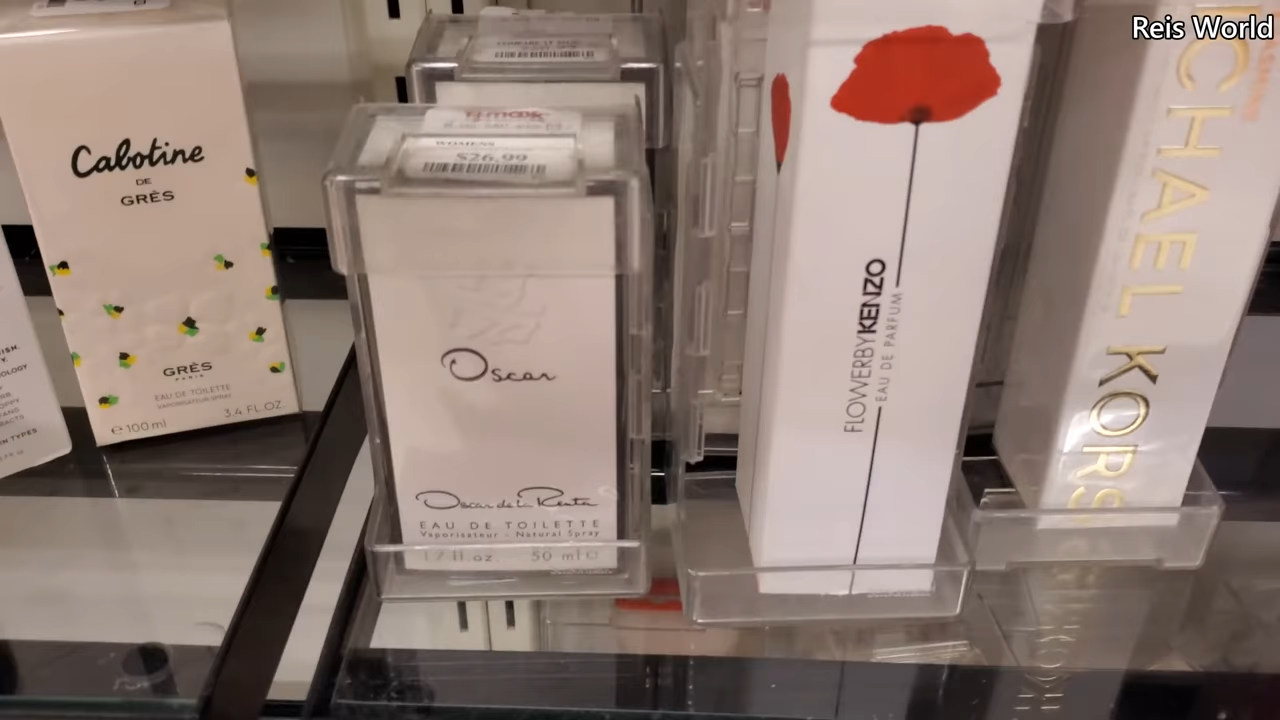 Reis World
Cabotine
DE
GRÈS
GRÈS
PARIS
EAU DE TOILETTE
VAPORISATEUR SPRAY
3.4 FL.OZ.
e 100 ml
WOMENS
$26.99
Oscar
Oscar de la Renta
EAU DE TOILETTE
Vaporisateur - Natural Spray
1.7 fl.oz. 50 ml e
FLOWERBYKENZO
EAU DE PARFUM
MICHAEL KORS